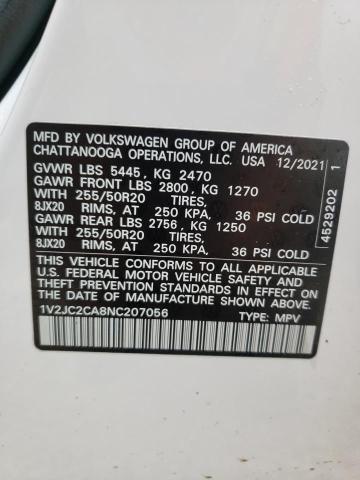 MFD BY VOLKSWAGEN GROUP OF AMERICA
CHATTANOOGA OPERATIONS, LLC. USA 12/2021
GVWR LBS 5445, KG 2470
GAWR FRONT LBS 2800, KG 1270
WITH 255/50R20 TIRES,
8JX20 RIMS, AT 250 KPA, 36 PSI COLD
GAWR REAR LBS 2756, KG 1250
WITH 255/50R20 TIRES,
8JX20 RIMS, AT 250 KPA, 36 PSI COLD
THIS VEHICLE CONFORMS TO ALL APPLICABLE
U.S. FEDERAL MOTOR VEHICLE SAFETY AND
THEFT PREVENTION STANDARDS IN EFFECT ON
THE DATE OF MANUFACTURE SHOWN ABOVE.
1V2JC2CA8NC207056 TYPE: MPV
4529202 1